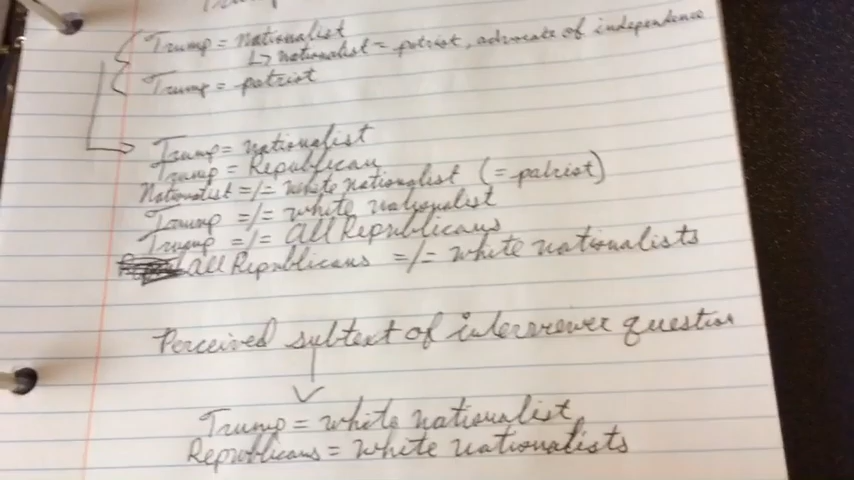 Trump = nationalist
↳ nationalist = patriot, advocate of independence
Trump = patriot
Trump = nationalist
Trump = Republican
Nationalist =/= white nationalist (= patriot)
Trump =/= white nationalist
Trump =/= All Republicans
All Republicans =/= white nationalists
Perceived subtext of interviewer question
Trump = white nationalist
Republicans = white nationalists